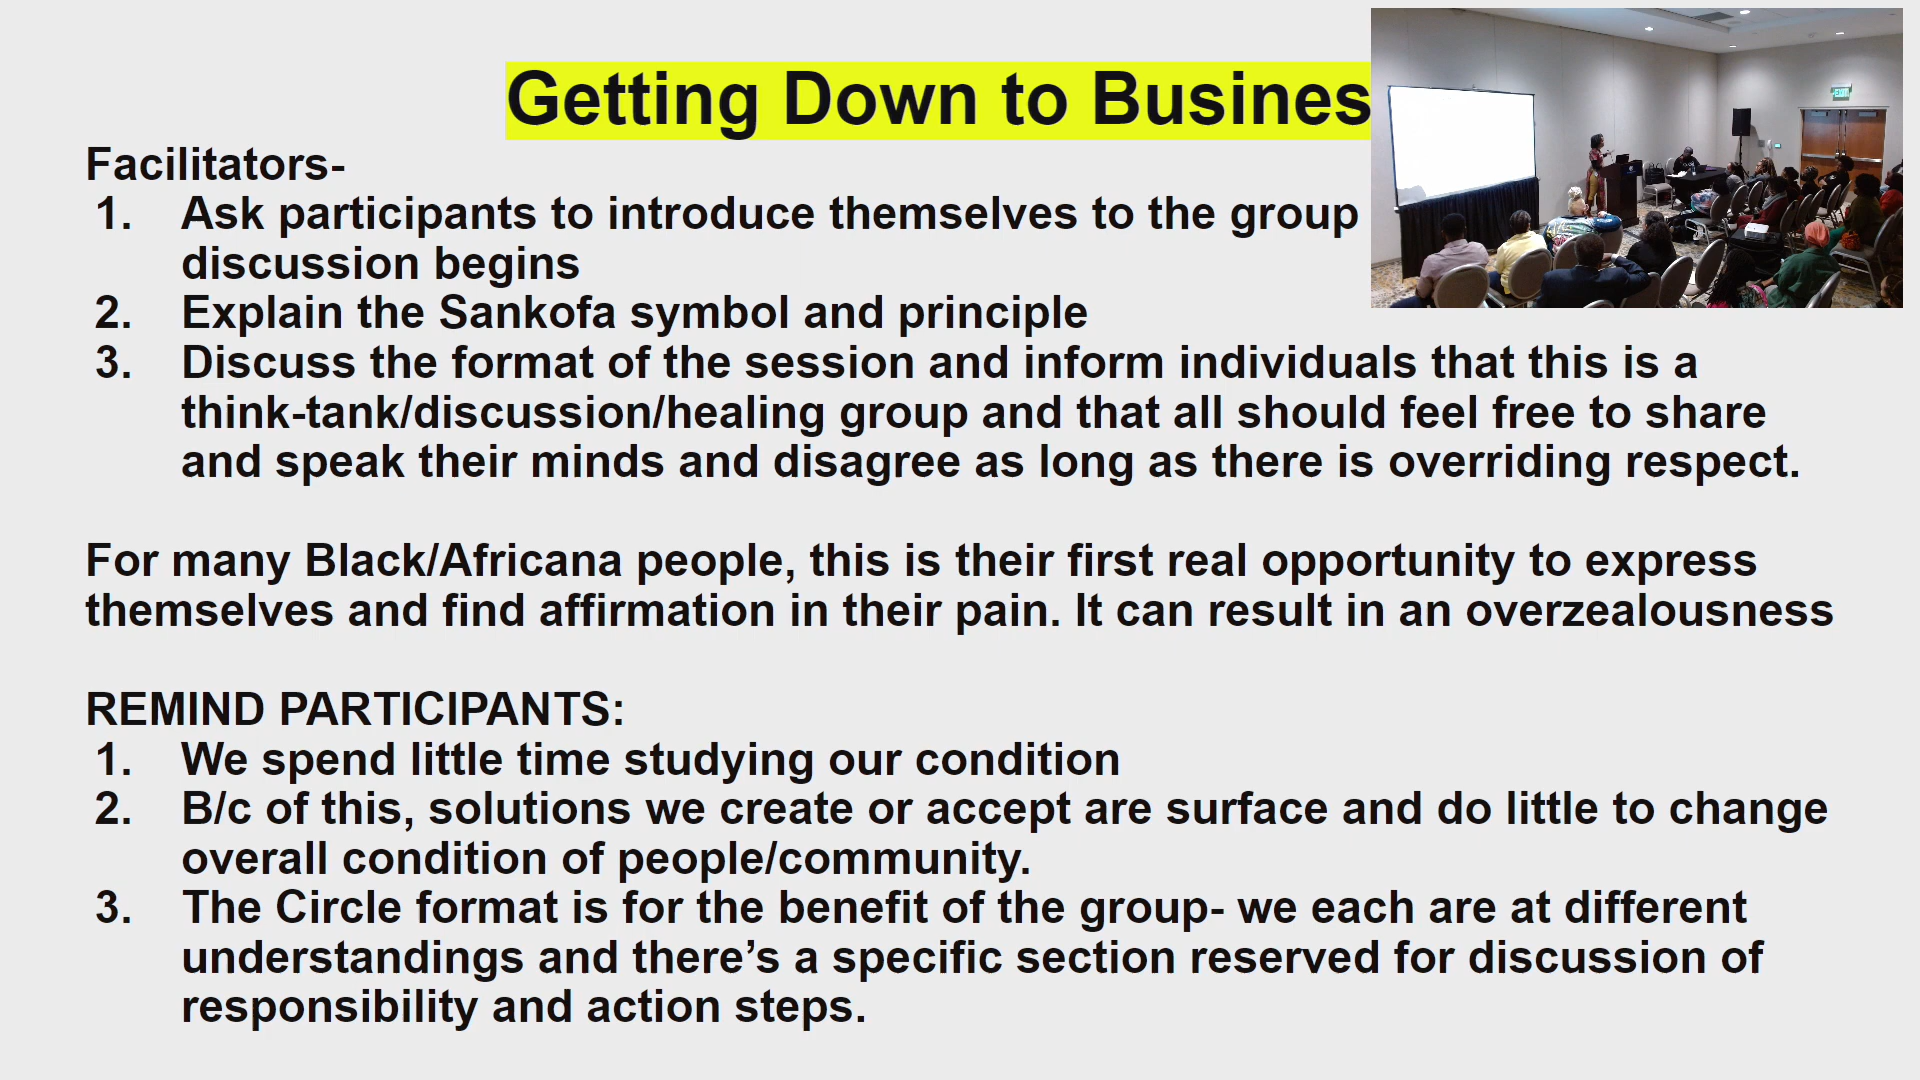 Getting Down to Busines
Facilitators-
1. Ask participants to introduce themselves to the group
discussion begins
2. Explain the Sankofa symbol and principle
3. Discuss the format of the session and inform individuals that this is a
think-tank/discussion/healing group and that all should feel free to share
and speak their minds and disagree as long as there is overriding respect.
For many Black/Africana people, this is their first real opportunity to express
themselves and find affirmation in their pain. It can result in an overzealousness
REMIND PARTICIPANTS:
1. We spend little time studying our condition
2. B/c of this, solutions we create or accept are surface and do little to change
overall condition of people/community.
3. The Circle format is for the benefit of the group- we each are at different
understandings and there’s a specific section reserved for discussion of
responsibility and action steps.
EXIT